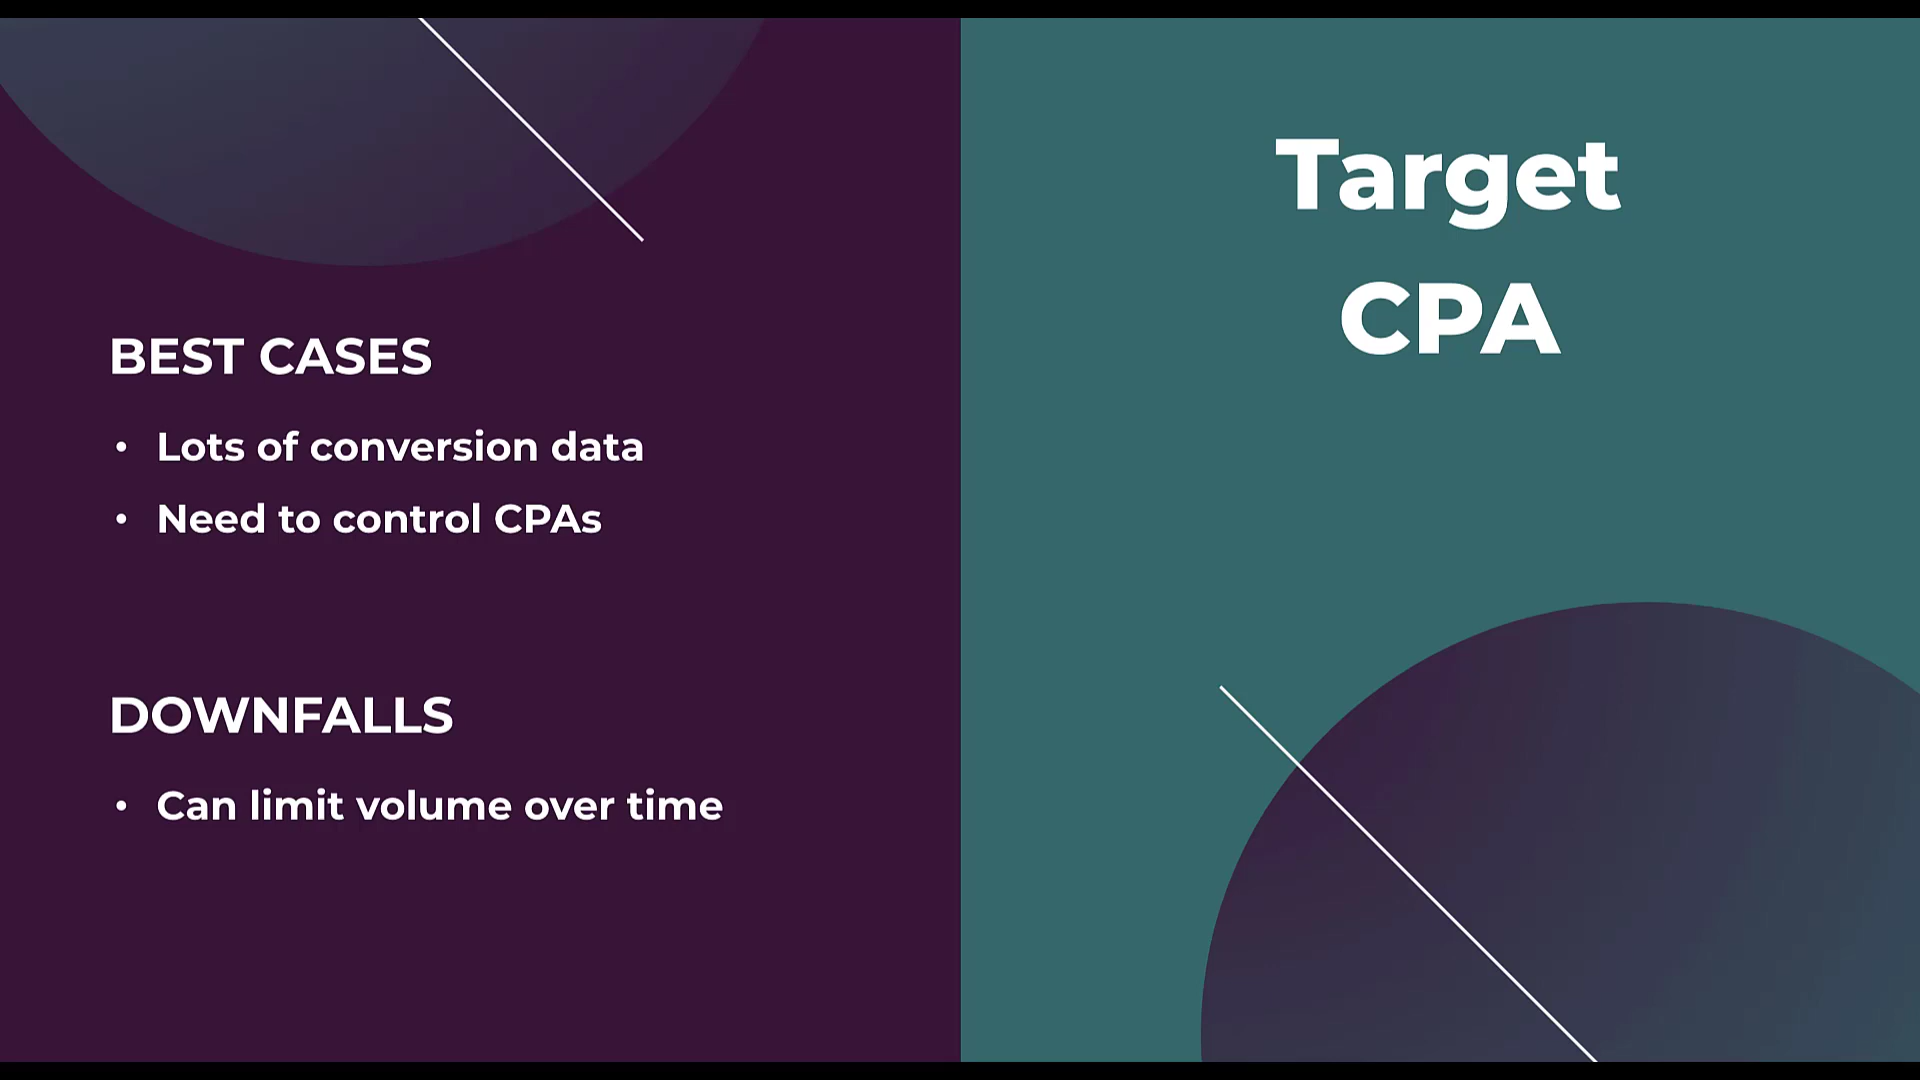 Target
CPA
BEST CASES
• Lots of conversion data
• Need to control CPAs
DOWNFALLS
• Can limit volume over time